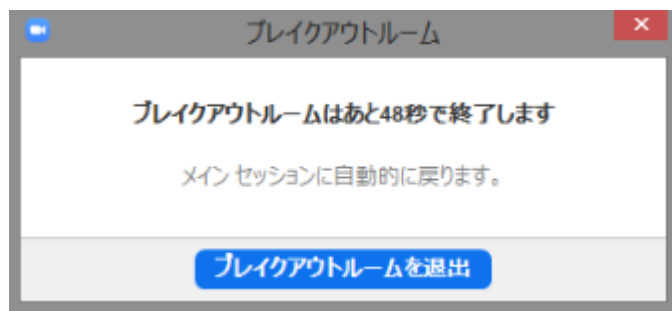 ブレイクアウトルーム
ブレイクアウトルームはあと48秒で終了します
メイン セッションに自動的に戻ります。
ブレイクアウトルームを退出